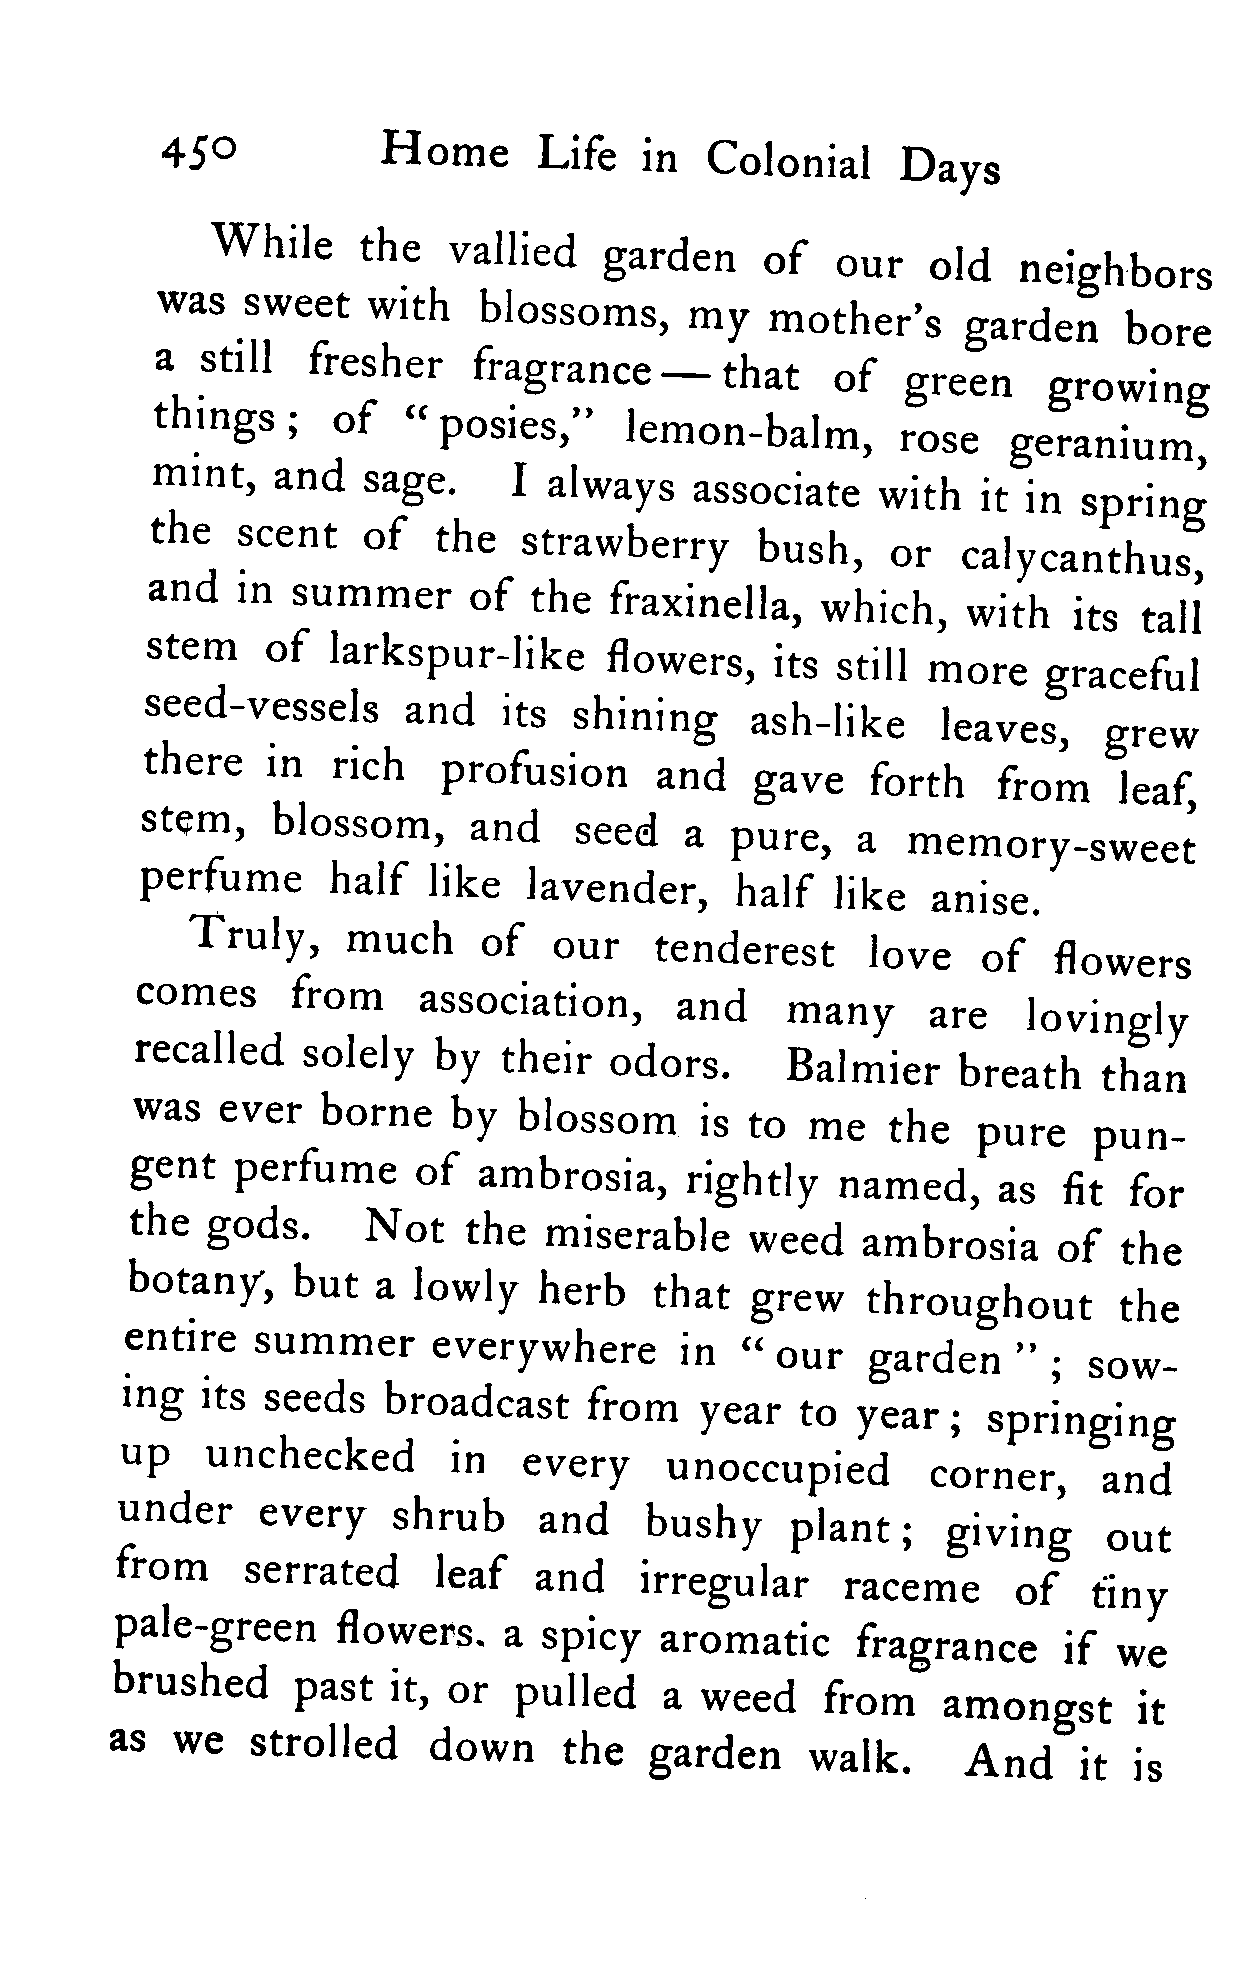 450 Home Life in Colonial Days
While the vallied garden of our old neighbors
was sweet with blossoms, my mother's garden bore
a still fresher fragrance — that of green growing
things; of "posies," lemon-balm, rose geranium,
mint, and sage. I always associate with it in spring
the scent of the strawberry bush, or calycanthus,
and in summer of the fraxinella, which, with its tall
stem of larkspur-like flowers, its still more graceful
seed-vessels and its shining ash-like leaves, grew
there in rich profusion and gave forth from leaf,
stem, blossom, and seed a pure, a memory-sweet
perfume half like lavender, half like anise.
Truly, much of our tenderest love of flowers
comes from association, and many are lovingly
recalled solely by their odors. Balmier breath than
was ever borne by blossom is to me the pure pun-
gent perfume of ambrosia, rightly named, as fit for
the gods. Not the miserable weed ambrosia of the
botany, but a lowly herb that grew throughout the
entire summer everywhere in "our garden"; sow-
ing its seeds broadcast from year to year; springing
up unchecked in every unoccupied corner, and
under every shrub and bushy plant; giving out
from serrated leaf and irregular raceme of tiny
pale-green flowers. a spicy aromatic fragrance if we
brushed past it, or pulled a weed from amongst it
as we strolled down the garden walk. And it is